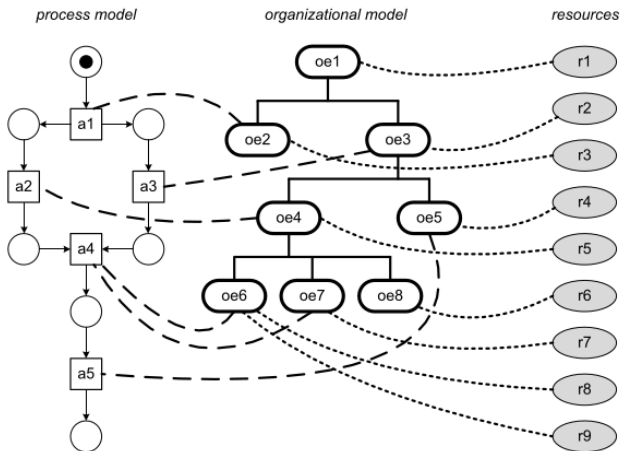 process model organizational model resources
oe1 r1
r2
a1 oe2 oe3
r3
a2 a3
oe4 oe5 r4
a4 r5
oe6 oe7 oe8 r6
r7
a5
r8
r9